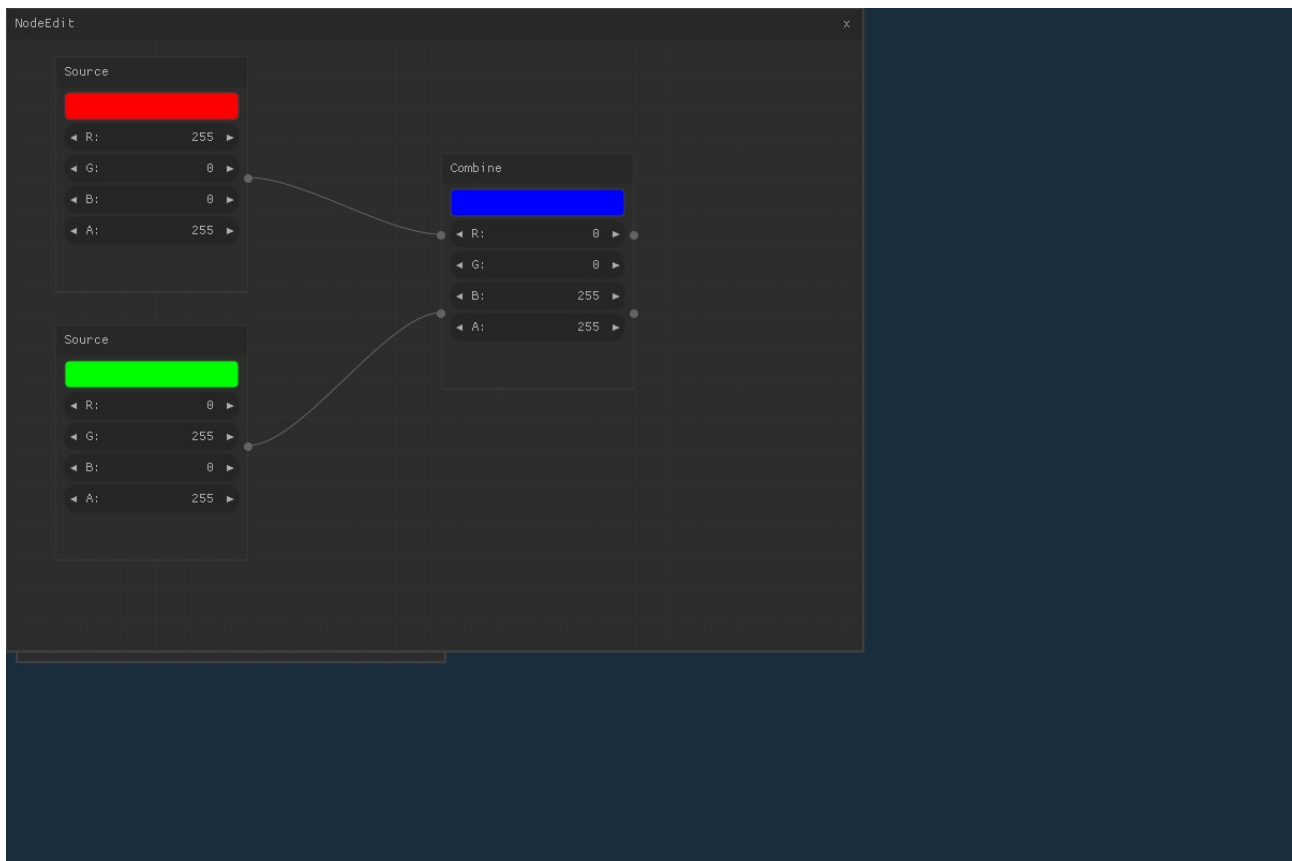 NodeEdit x
Source
◄ R: 255 ►
◄ G: 0 ►
◄ B: 0 ►
◄ A: 255 ►
Combine
◄ R: 0 ►
◄ G: 0 ►
◄ B: 255 ►
◄ A: 255 ►
Source
◄ R: 0 ►
◄ G: 255 ►
◄ B: 0 ►
◄ A: 255 ►